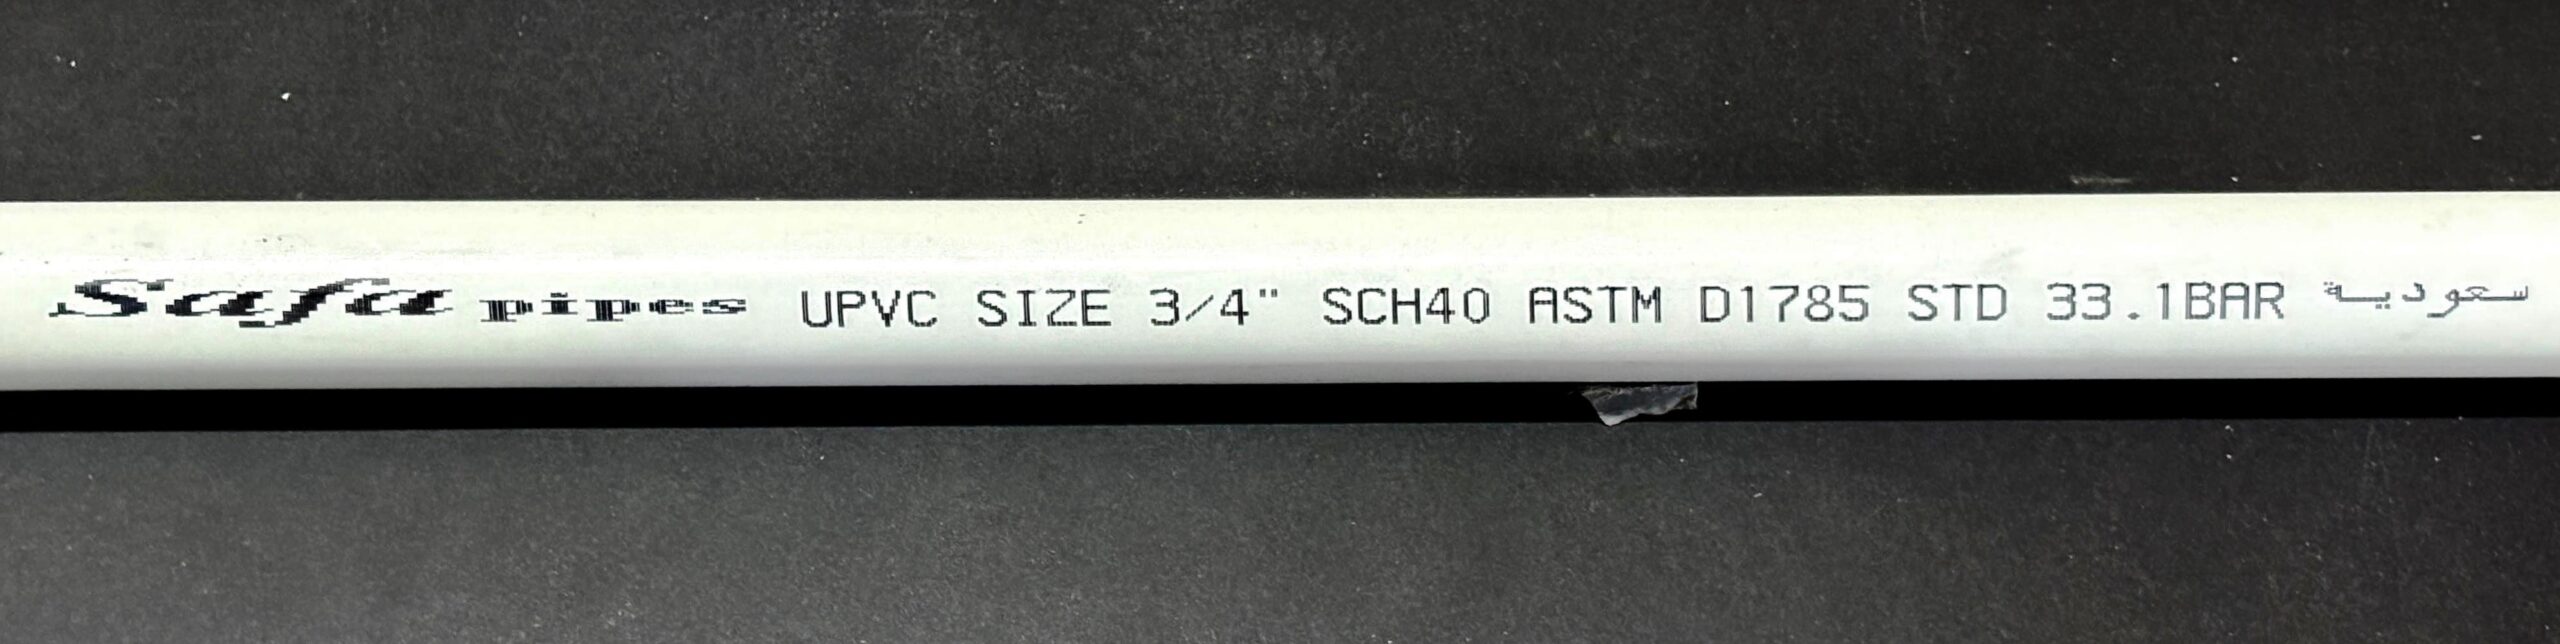 Safa pipes UPVC SIZE 3/4" SCH40 ASTM D1785 STD 33.1BAR سعودية